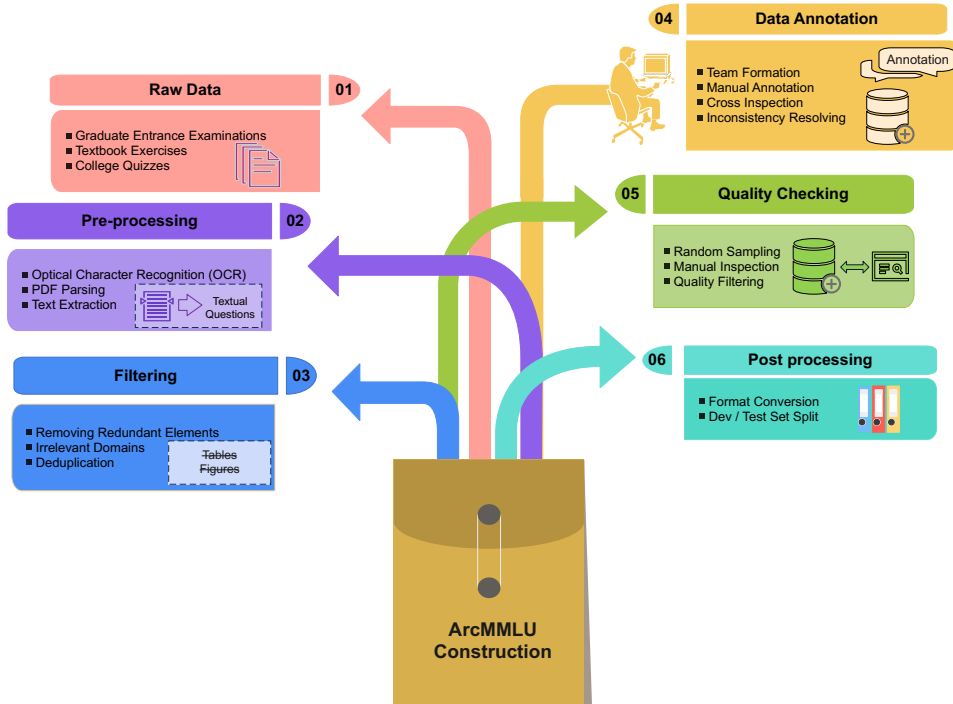 01
Raw Data
Graduate Entrance Examinations
Textbook Exercises
College Quizzes
02
Pre-processing
Optical Character Recognition (OCR)
PDF Parsing
Text Extraction
Textual
Questions
03
Filtering
Removing Redundant Elements
Irrelevant Domains
Deduplication
Tables
Figures
04
Data Annotation
Team Formation
Manual Annotation
Cross Inspection
Inconsistency Resolving
Annotation
05
Quality Checking
Random Sampling
Manual Inspection
Quality Filtering
06
Post processing
Format Conversion
Dev / Test Set Split
ArcMMLU
Construction